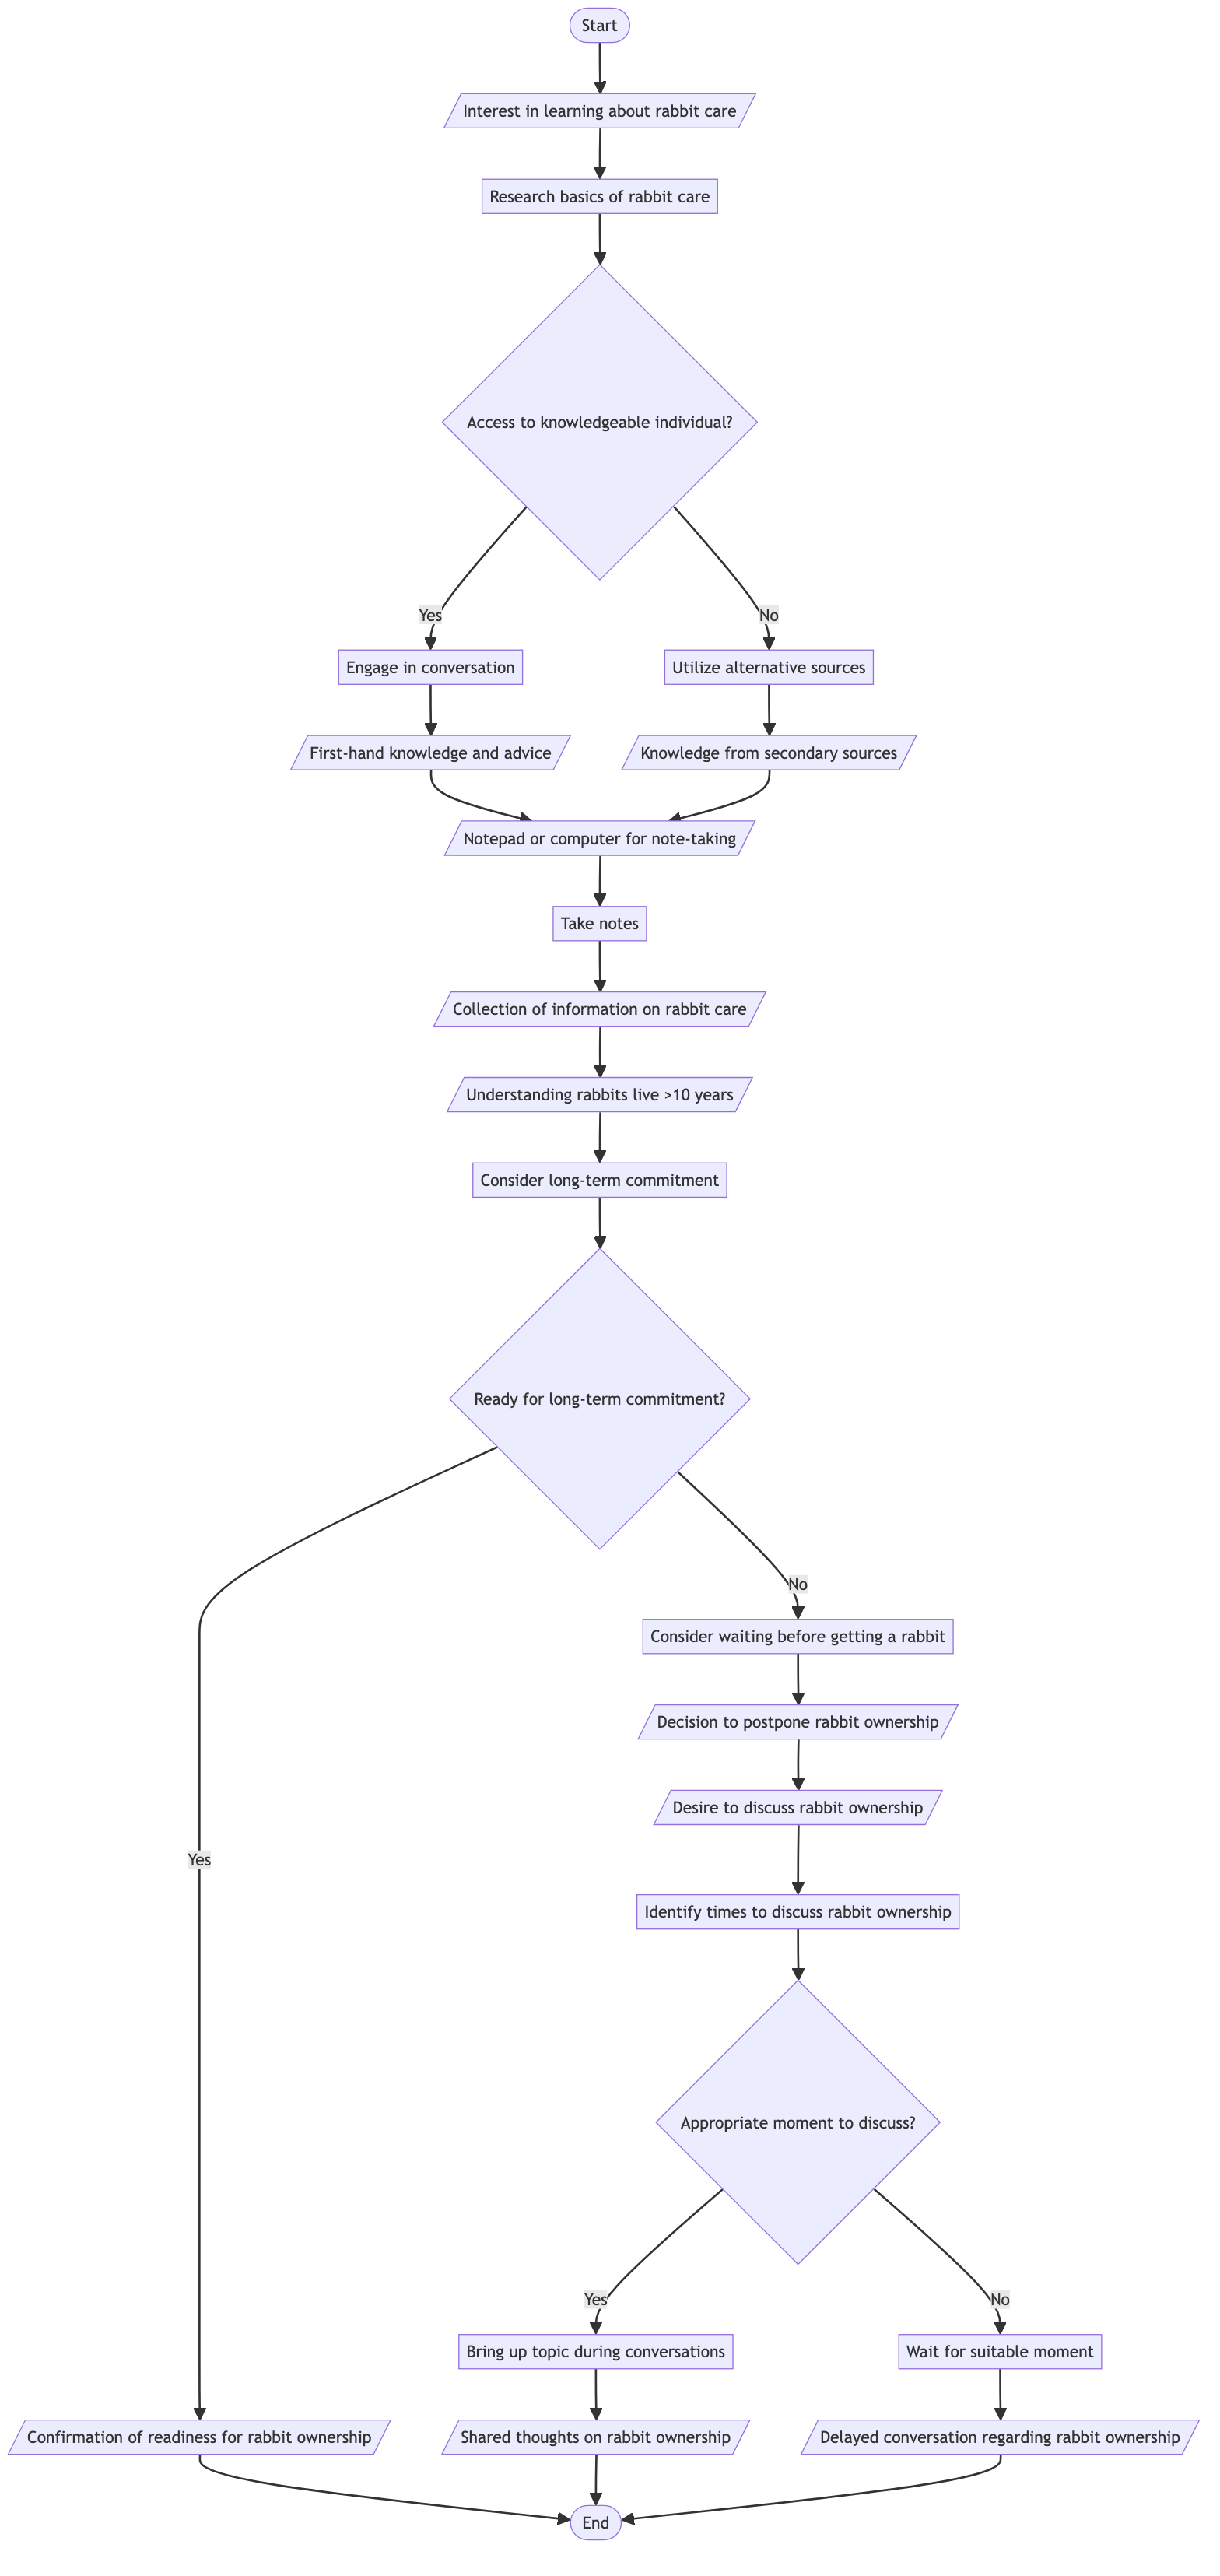 Start
Interest in learning about rabbit care
Research basics of rabbit care
Access to knowledgeable individual?
Yes
No
Engage in conversation
Utilize alternative sources
First-hand knowledge and advice
Knowledge from secondary sources
Notepad or computer for note-taking
Take notes
Collection of information on rabbit care
Understanding rabbits live >10 years
Consider long-term commitment
Ready for long-term commitment?
No
Consider waiting before getting a rabbit
Decision to postpone rabbit ownership
Desire to discuss rabbit ownership
Yes
Identify times to discuss rabbit ownership
Appropriate moment to discuss?
Yes
No
Bring up topic during conversations
Wait for suitable moment
Confirmation of readiness for rabbit ownership
Shared thoughts on rabbit ownership
Delayed conversation regarding rabbit ownership
End